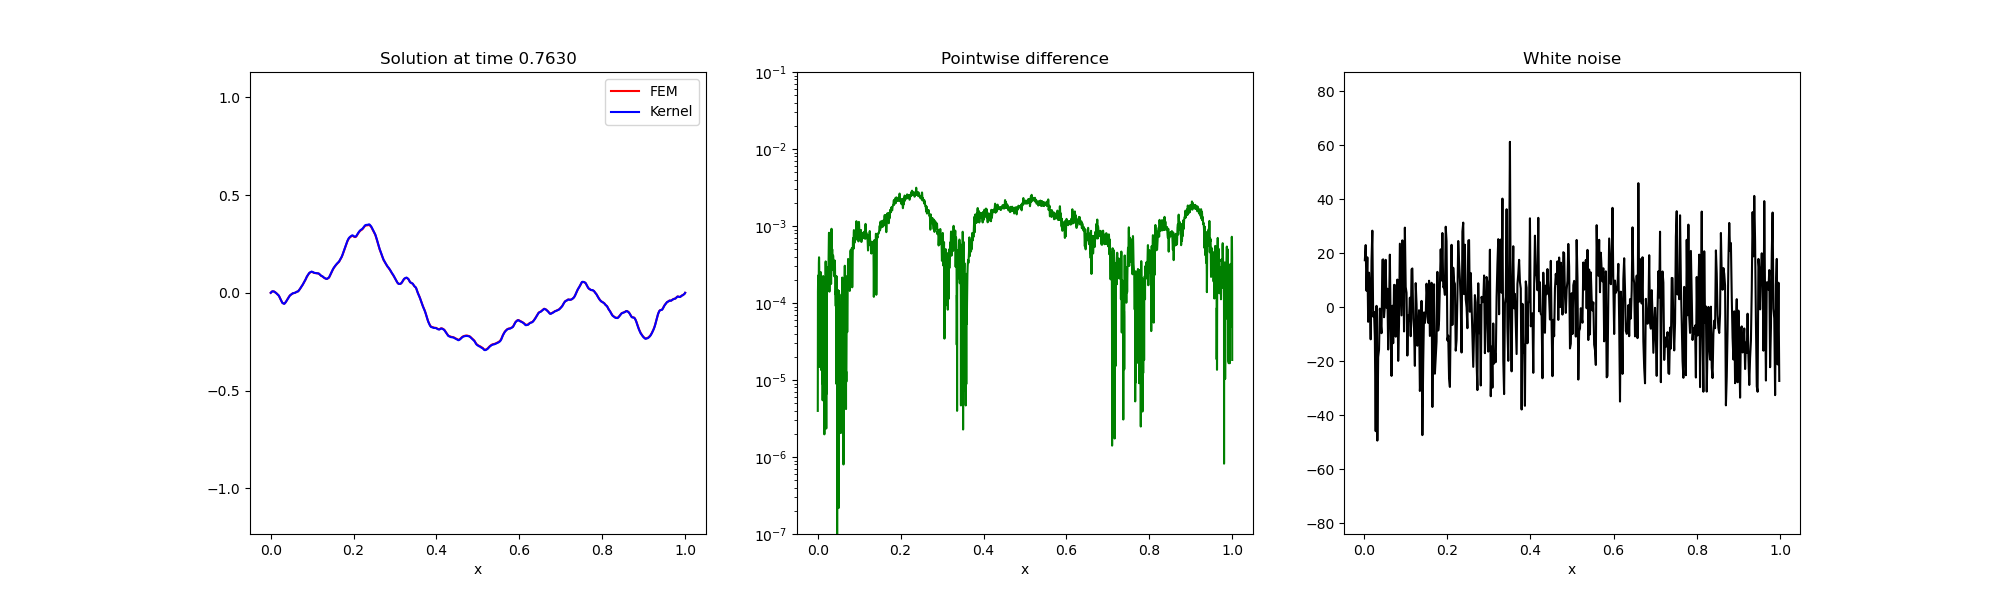 Solution at time 0.7630
FEM
Kernel
1.0
0.5
0.0
−0.5
−1.0
0.0 0.2 0.4 0.6 0.8 1.0
x
Pointwise difference
10⁻¹
10⁻²
10⁻³
10⁻⁴
10⁻⁵
10⁻⁶
10⁻⁷
0.0 0.2 0.4 0.6 0.8 1.0
x
White noise
80
60
40
20
0
−20
−40
−60
−80
0.0 0.2 0.4 0.6 0.8 1.0
x